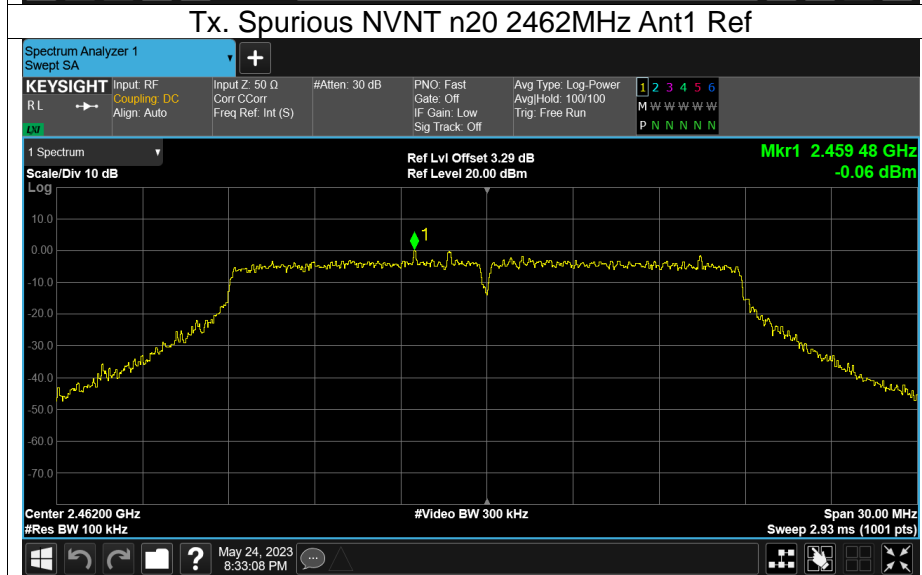 Tx. Spurious NVNT n20 2462MHz Ant1 Ref
Spectrum Analyzer 1
Swept SA
+
KEYSIGHT
R L
LXI
Input: RF
Coupling: DC
Align: Auto
Input Z: 50 Ω
Corr CCorr
Freq Ref: Int (S)
#Atten: 30 dB
PNO: Fast
Gate: Off
IF Gain: Low
Sig Track: Off
Avg Type: Log-Power
Avg|Hold: 100/100
Trig: Free Run
1 2 3 4 5 6
M W W W W W
P N N N N N
1 Spectrum
Scale/Div 10 dB
Ref Lvl Offset 3.29 dB
Ref Level 20.00 dBm
Mkr1 2.459 48 GHz
-0.06 dBm
Log
10.0
0.00
-10.0
-20.0
-30.0
-40.0
-50.0
-60.0
-70.0
1
Center 2.46200 GHz
#Res BW 100 kHz
#Video BW 300 kHz
Span 30.00 MHz
Sweep 2.93 ms (1001 pts)
?
May 24, 2023
8:33:08 PM